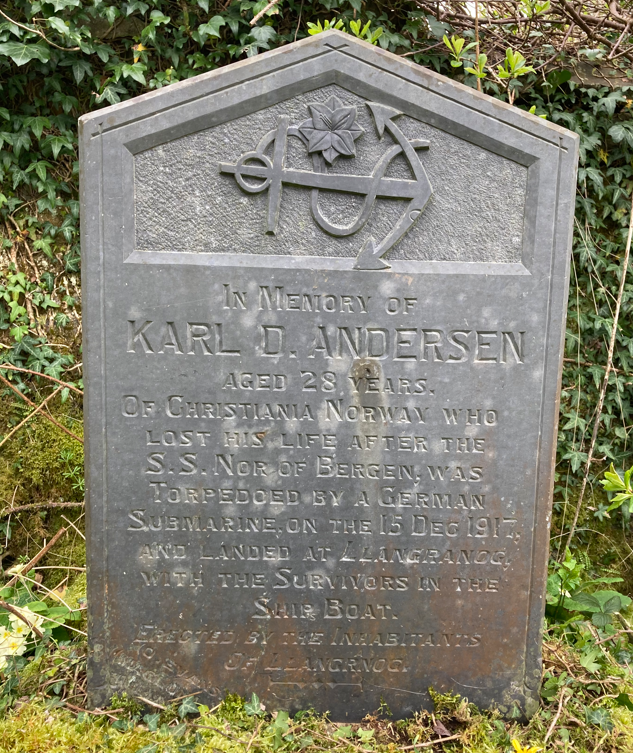 IN MEMORY OF
KARL D. ANDERSEN
AGED 28 YEARS.
OF CHRISTIANIA NORWAY WHO
LOST HIS LIFE AFTER THE
S.S. NOR OF BERGEN, WAS
TORPEDOED BY A GERMAN
SUBMARINE, ON THE 15 DEC 1917,
AND LANDED AT LLANGRANOG,
WITH THE SURVIVORS IN THE
SHIP BOAT.
ERECTED BY THE INHABITANTS
OF LLANGRNOG.